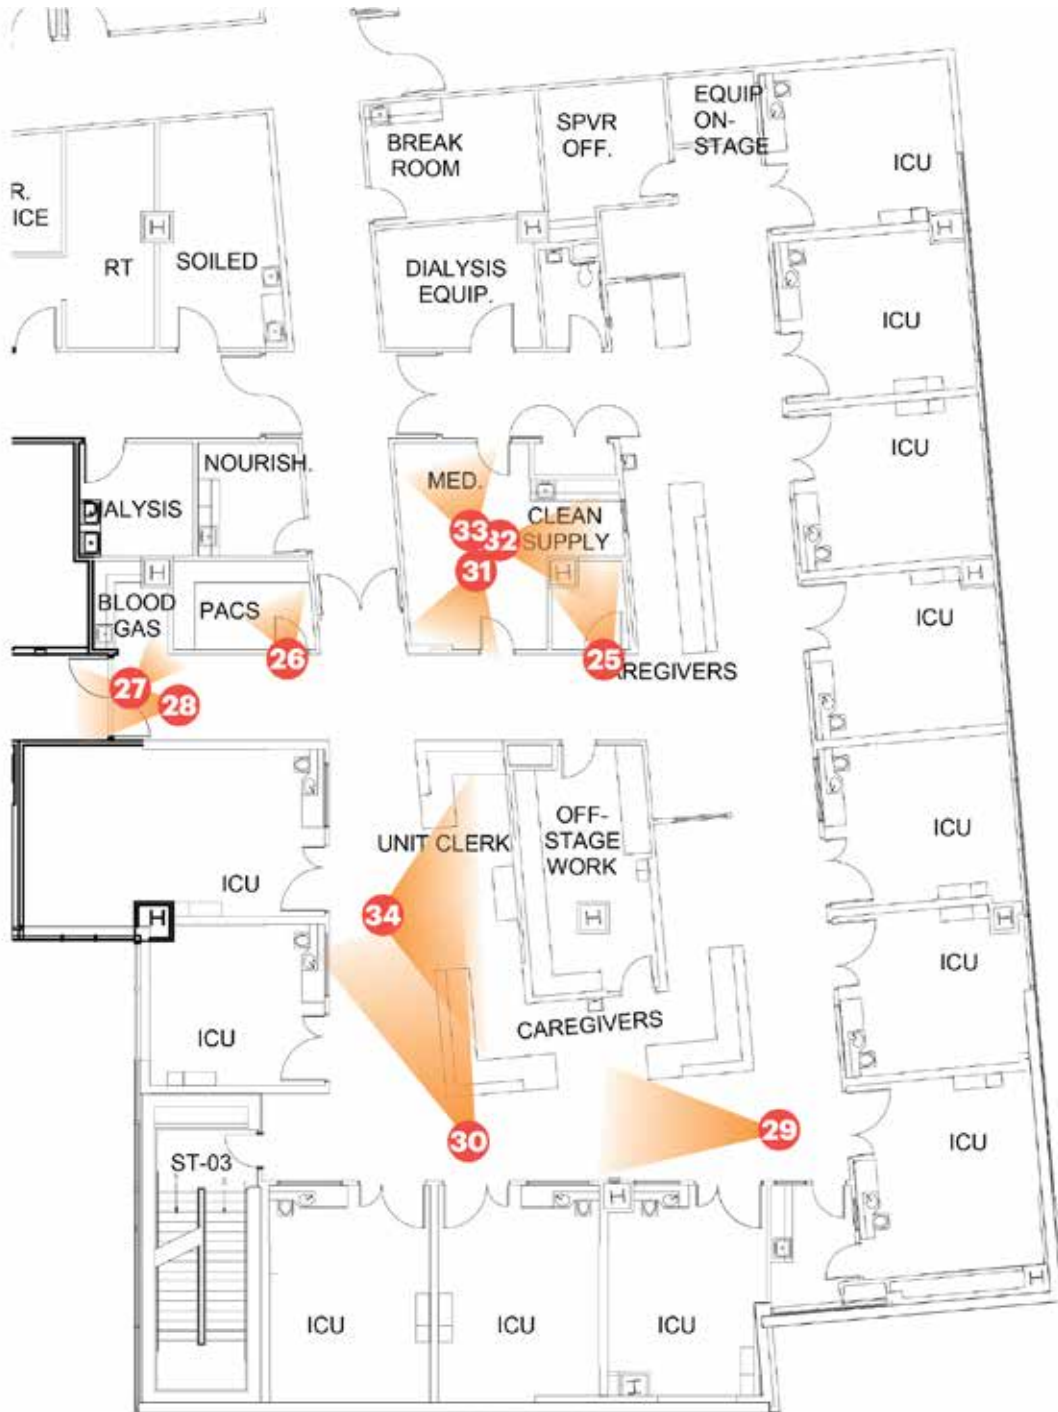 BREAK
ROOM
SPVR
OFF.
EQUIP
ON-
STAGE
ICU
R.
ICE
H
H
H
RT
SOILED
DIALYSIS
EQUIP.
ICU
NOURISH.
MED.
ICU
ALYSIS
33
32
CLEAN
SUPPLY
31
H
H
H
BLOOD
GAS
PACS
ICU
26
25
AREGIVERS
27
28
UNIT CLERK
OFF-
STAGE
WORK
ICU
ICU
34
H
H
H
ICU
ICU
CAREGIVERS
30
29
ICU
ST-03
H
H
ICU
ICU
ICU
H